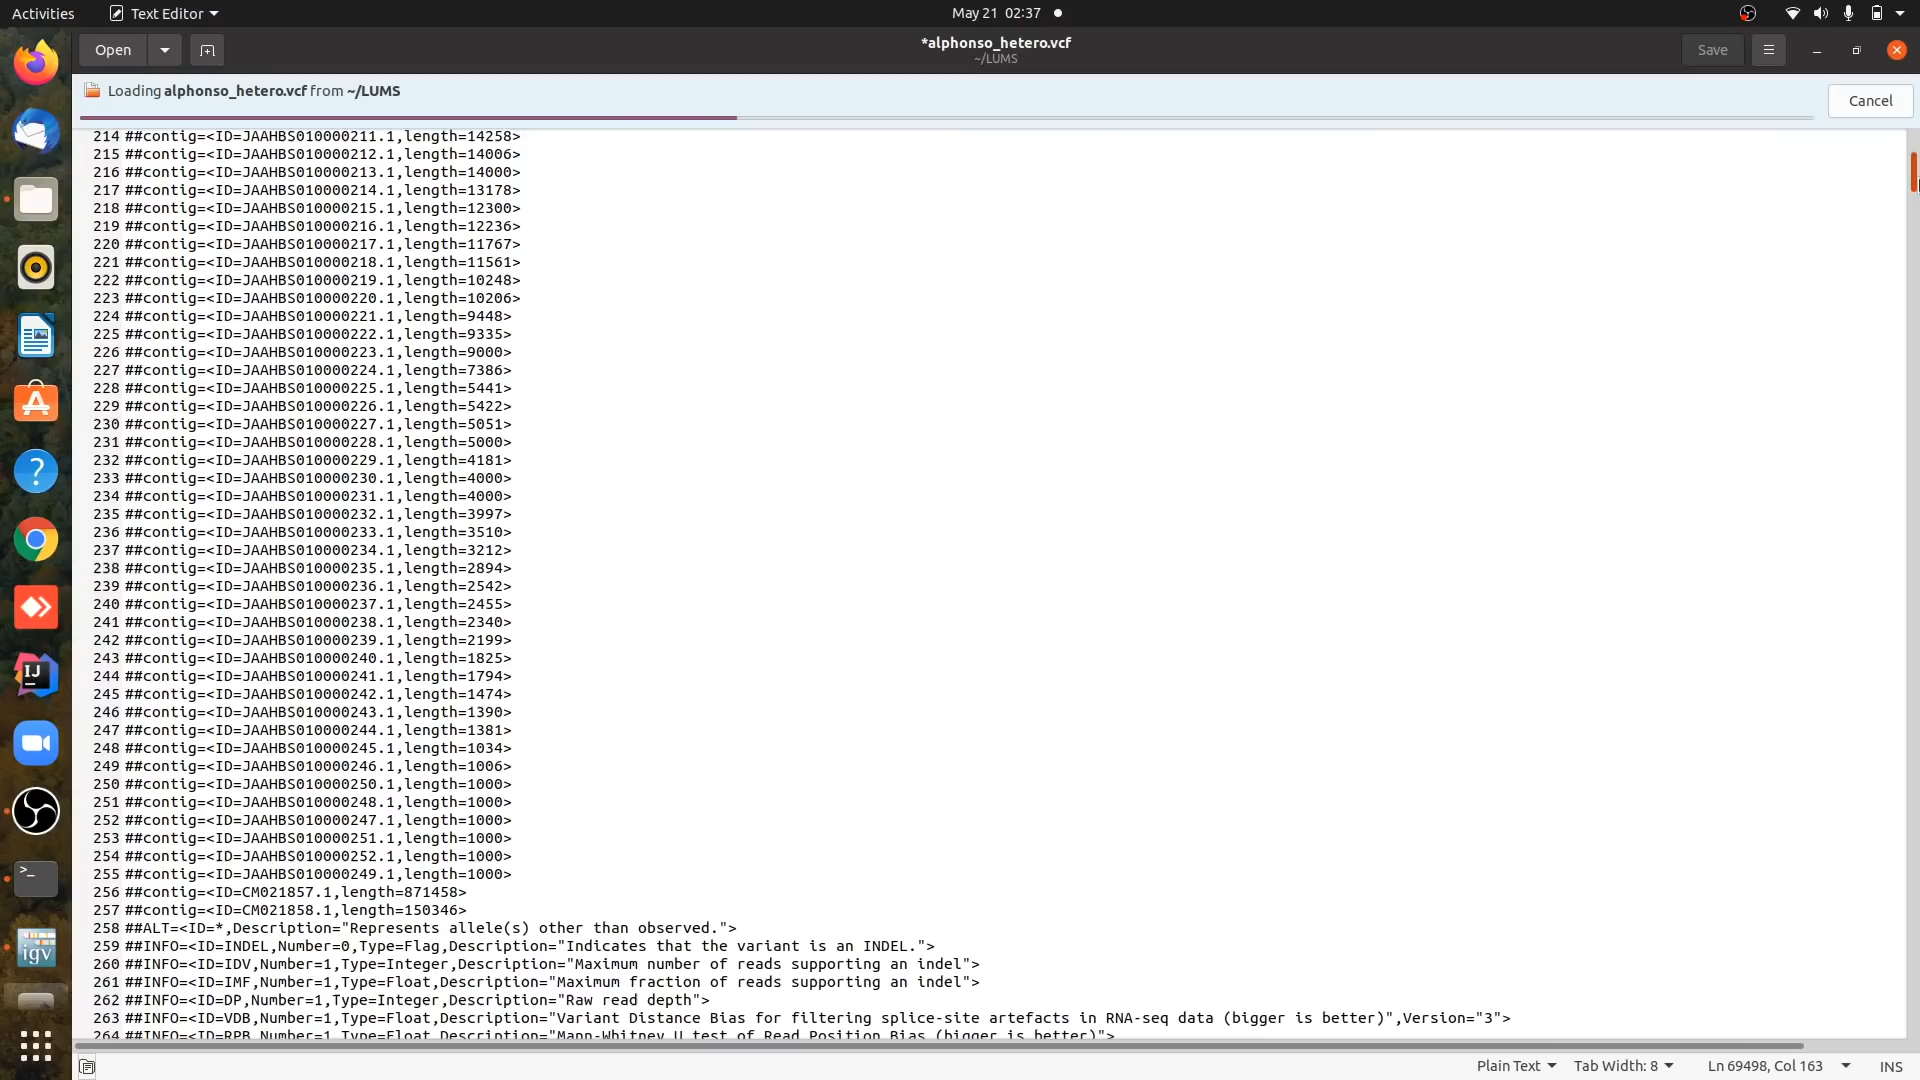 Activities Text Editor May 21 02:37
Open *alphonso_hetero.vcf Save
~/LUMS
Loading alphonso_hetero.vcf from ~/LUMS Cancel
214 ##contig=<ID=JAAHBS010000211.1,length=14258>
215 ##contig=<ID=JAAHBS010000212.1,length=14006>
216 ##contig=<ID=JAAHBS010000213.1,length=14000>
217 ##contig=<ID=JAAHBS010000214.1,length=13178>
218 ##contig=<ID=JAAHBS010000215.1,length=12300>
219 ##contig=<ID=JAAHBS010000216.1,length=12236>
220 ##contig=<ID=JAAHBS010000217.1,length=11767>
221 ##contig=<ID=JAAHBS010000218.1,length=11561>
222 ##contig=<ID=JAAHBS010000219.1,length=10248>
223 ##contig=<ID=JAAHBS010000220.1,length=10206>
224 ##contig=<ID=JAAHBS010000221.1,length=9448>
225 ##contig=<ID=JAAHBS010000222.1,length=9335>
226 ##contig=<ID=JAAHBS010000223.1,length=9000>
227 ##contig=<ID=JAAHBS010000224.1,length=7386>
228 ##contig=<ID=JAAHBS010000225.1,length=5441>
229 ##contig=<ID=JAAHBS010000226.1,length=5422>
230 ##contig=<ID=JAAHBS010000227.1,length=5051>
231 ##contig=<ID=JAAHBS010000228.1,length=5000>
232 ##contig=<ID=JAAHBS010000229.1,length=4181>
233 ##contig=<ID=JAAHBS010000230.1,length=4000>
234 ##contig=<ID=JAAHBS010000231.1,length=4000>
235 ##contig=<ID=JAAHBS010000232.1,length=3997>
236 ##contig=<ID=JAAHBS010000233.1,length=3510>
237 ##contig=<ID=JAAHBS010000234.1,length=3212>
238 ##contig=<ID=JAAHBS010000235.1,length=2894>
239 ##contig=<ID=JAAHBS010000236.1,length=2542>
240 ##contig=<ID=JAAHBS010000237.1,length=2455>
241 ##contig=<ID=JAAHBS010000238.1,length=2340>
242 ##contig=<ID=JAAHBS010000239.1,length=2199>
243 ##contig=<ID=JAAHBS010000240.1,length=1825>
244 ##contig=<ID=JAAHBS010000241.1,length=1794>
245 ##contig=<ID=JAAHBS010000242.1,length=1474>
246 ##contig=<ID=JAAHBS010000243.1,length=1390>
247 ##contig=<ID=JAAHBS010000244.1,length=1381>
248 ##contig=<ID=JAAHBS010000245.1,length=1034>
249 ##contig=<ID=JAAHBS010000246.1,length=1006>
250 ##contig=<ID=JAAHBS010000250.1,length=1000>
251 ##contig=<ID=JAAHBS010000248.1,length=1000>
252 ##contig=<ID=JAAHBS010000247.1,length=1000>
253 ##contig=<ID=JAAHBS010000251.1,length=1000>
254 ##contig=<ID=JAAHBS010000252.1,length=1000>
255 ##contig=<ID=JAAHBS010000249.1,length=1000>
256 ##contig=<ID=CM021857.1,length=871458>
257 ##contig=<ID=CM021858.1,length=150346>
258 ##ALT=<ID=*,Description="Represents allele(s) other than observed.">
259 ##INFO=<ID=INDEL,Number=0,Type=Flag,Description="Indicates that the variant is an INDEL.">
260 ##INFO=<ID=IDV,Number=1,Type=Integer,Description="Maximum number of reads supporting an indel">
261 ##INFO=<ID=IMF,Number=1,Type=Float,Description="Maximum fraction of reads supporting an indel">
262 ##INFO=<ID=DP,Number=1,Type=Integer,Description="Raw read depth">
263 ##INFO=<ID=VDB,Number=1,Type=Float,Description="Variant Distance Bias for filtering splice-site artefacts in RNA-seq data (bigger is better)",Version="3">
264 ##INFO=<ID=RPB,Number=1,Type=Float,Description="Mann-Whitney U test of Read Position Bias (bigger is better)">
Plain Text Tab Width: 8 Ln 69498, Col 163 INS
IJ
igv